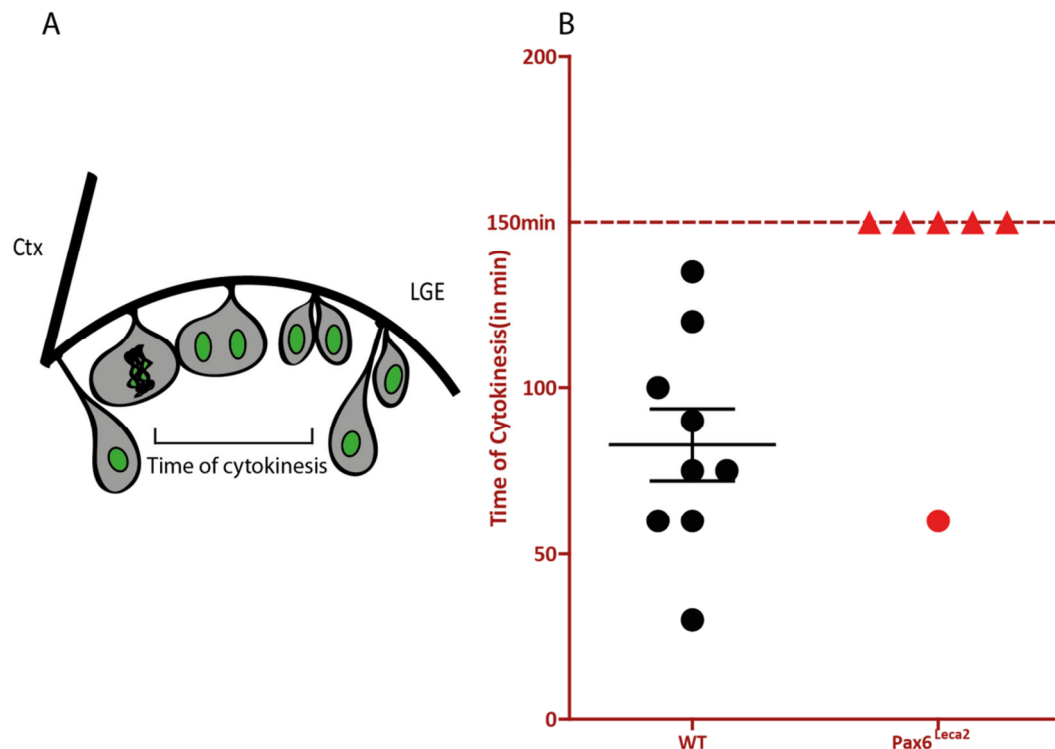 A
Ctx
LGE
Time of cytokinesis
B
Time of Cytokinesis(in min)
200
150min
100
50
0
WT
Pax6 Leca2